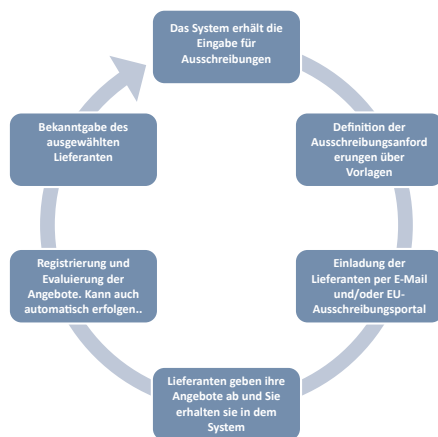 Das System erhält die
Eingabe für
Ausschreibungen
Definition der
Ausschreibungsanford
erungen über
Vorlagen
Einladung der
Lieferanten per E-Mail
und/oder EU-
Ausschreibungsportal
Lieferanten geben ihre
Angebote ab und Sie
erhalten sie in dem
System
Registrierung und
Evaluierung der
Angebote. Kann auch
automatisch erfolgen..
Bekanntgabe des
ausgewählten
Lieferanten